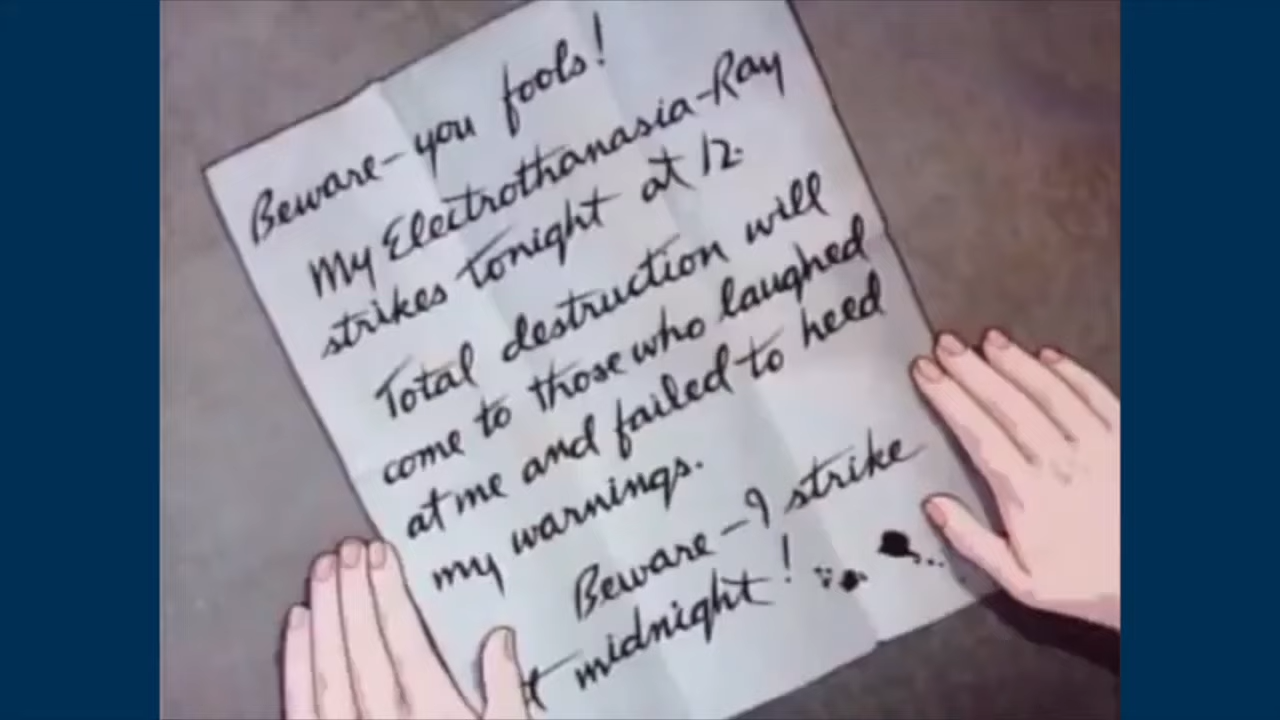 Beware- you fools!
My Electrothanasia-Ray
strikes tonight at 12.
Total destruction will
come to those who laughed
at me and failed to heed
my warnings.
Beware - I strike
t midnight!